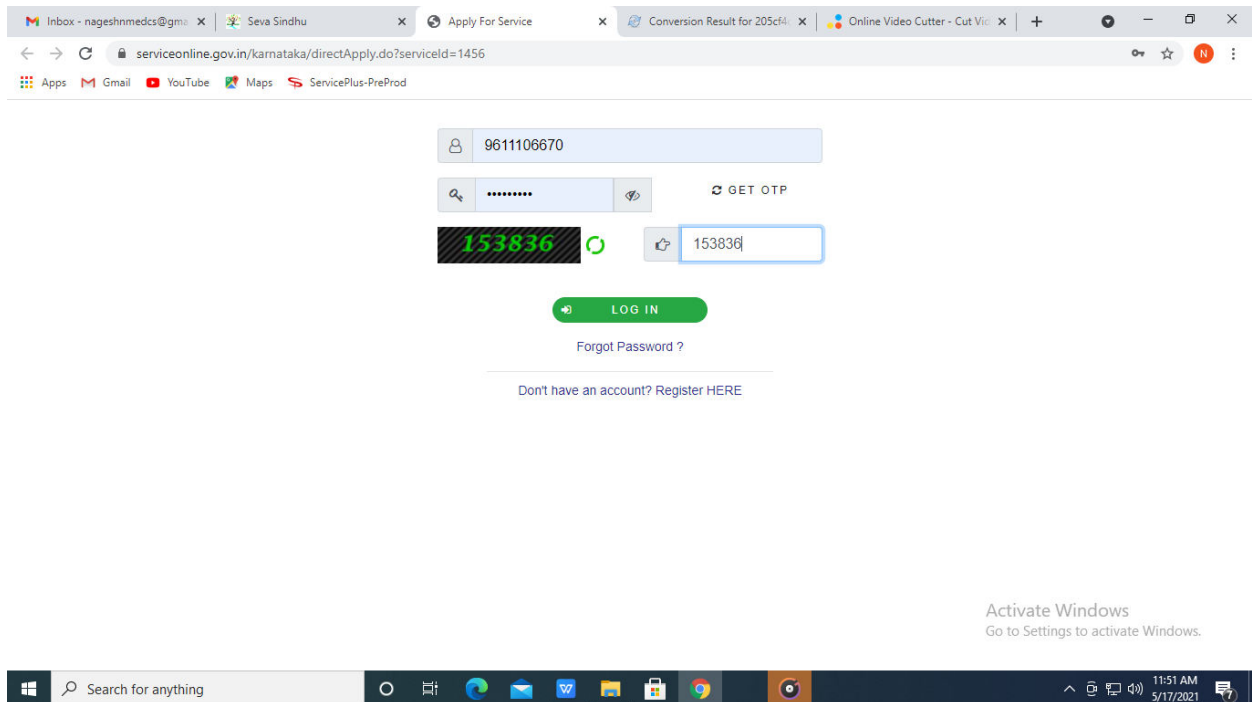 Inbox - nageshnmedcs@gma
Seva Sindhu
Apply For Service
Conversion Result for 205cf4
Online Video Cutter - Cut Vic
serviceonline.gov.in/karnataka/directApply.do?serviceId=1456
N
Apps Gmail YouTube Maps ServicePlus-PreProd
9611106670
GET OTP
153836
153836
LOG IN
Forgot Password ?
Don't have an account? Register HERE
Activate Windows
Go to Settings to activate Windows.
Search for anything
11:51 AM
5/17/2021
7